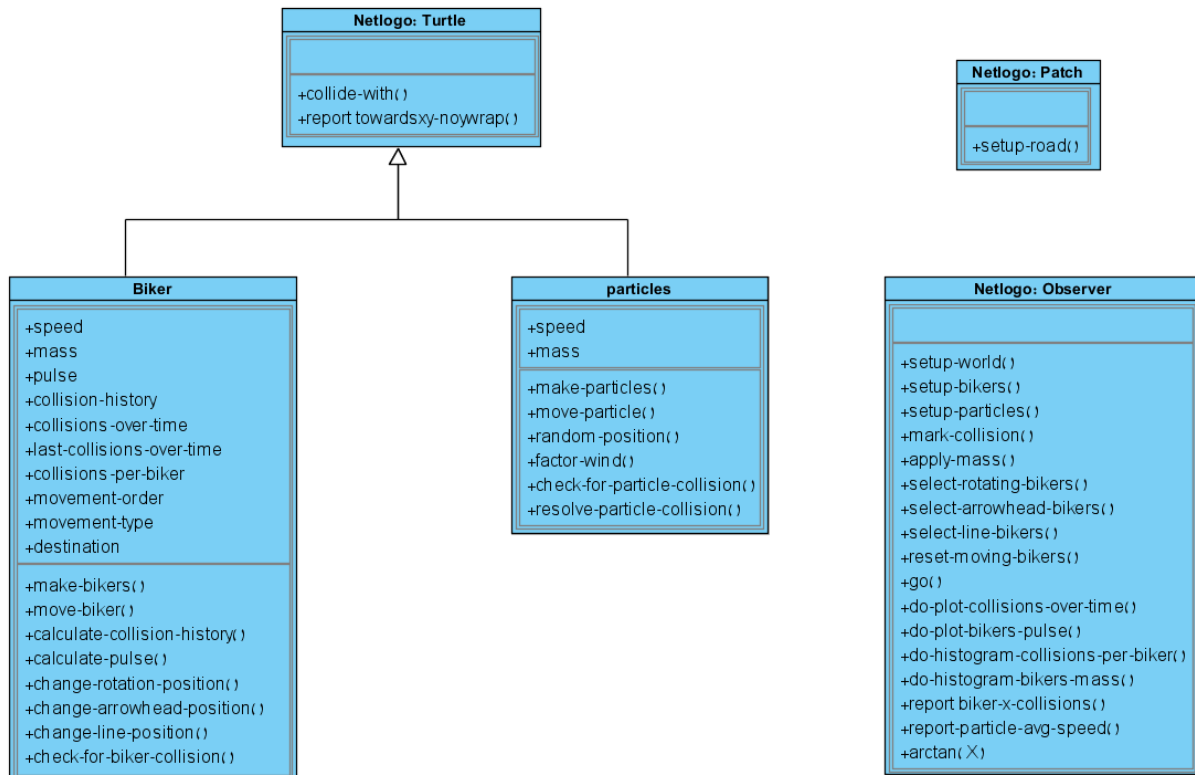 Netlogo: Turtle
+collide-with()
+report towardsxy-noywrap()
Netlogo: Patch
+setup-road()
Biker
+speed
+mass
+pulse
+collision-history
+collisions-over-time
+last-collisions-over-time
+collisions-per-biker
+movement-order
+movement-type
+destination
+make-bikers()
+move-biker()
+calculate-collision-history()
+calculate-pulse()
+change-rotation-position()
+change-arrowhead-position()
+change-line-position()
+check-for-biker-collision()
particles
+speed
+mass
+make-particles()
+move-particle()
+random-position()
+factor-wind()
+check-for-particle-collision()
+resolve-particle-collision()
Netlogo: Observer
+setup-world()
+setup-bikers()
+setup-particles()
+mark-collision()
+apply-mass()
+select-rotating-bikers()
+select-arrowhead-bikers()
+select-line-bikers()
+reset-moving-bikers()
+go()
+do-plot-collisions-over-time()
+do-plot-bikers-pulse()
+do-histogram-collisions-per-biker()
+do-histogram-bikers-mass()
+report biker-x-collisions()
+report-particle-avg-speed()
+arctan(X)